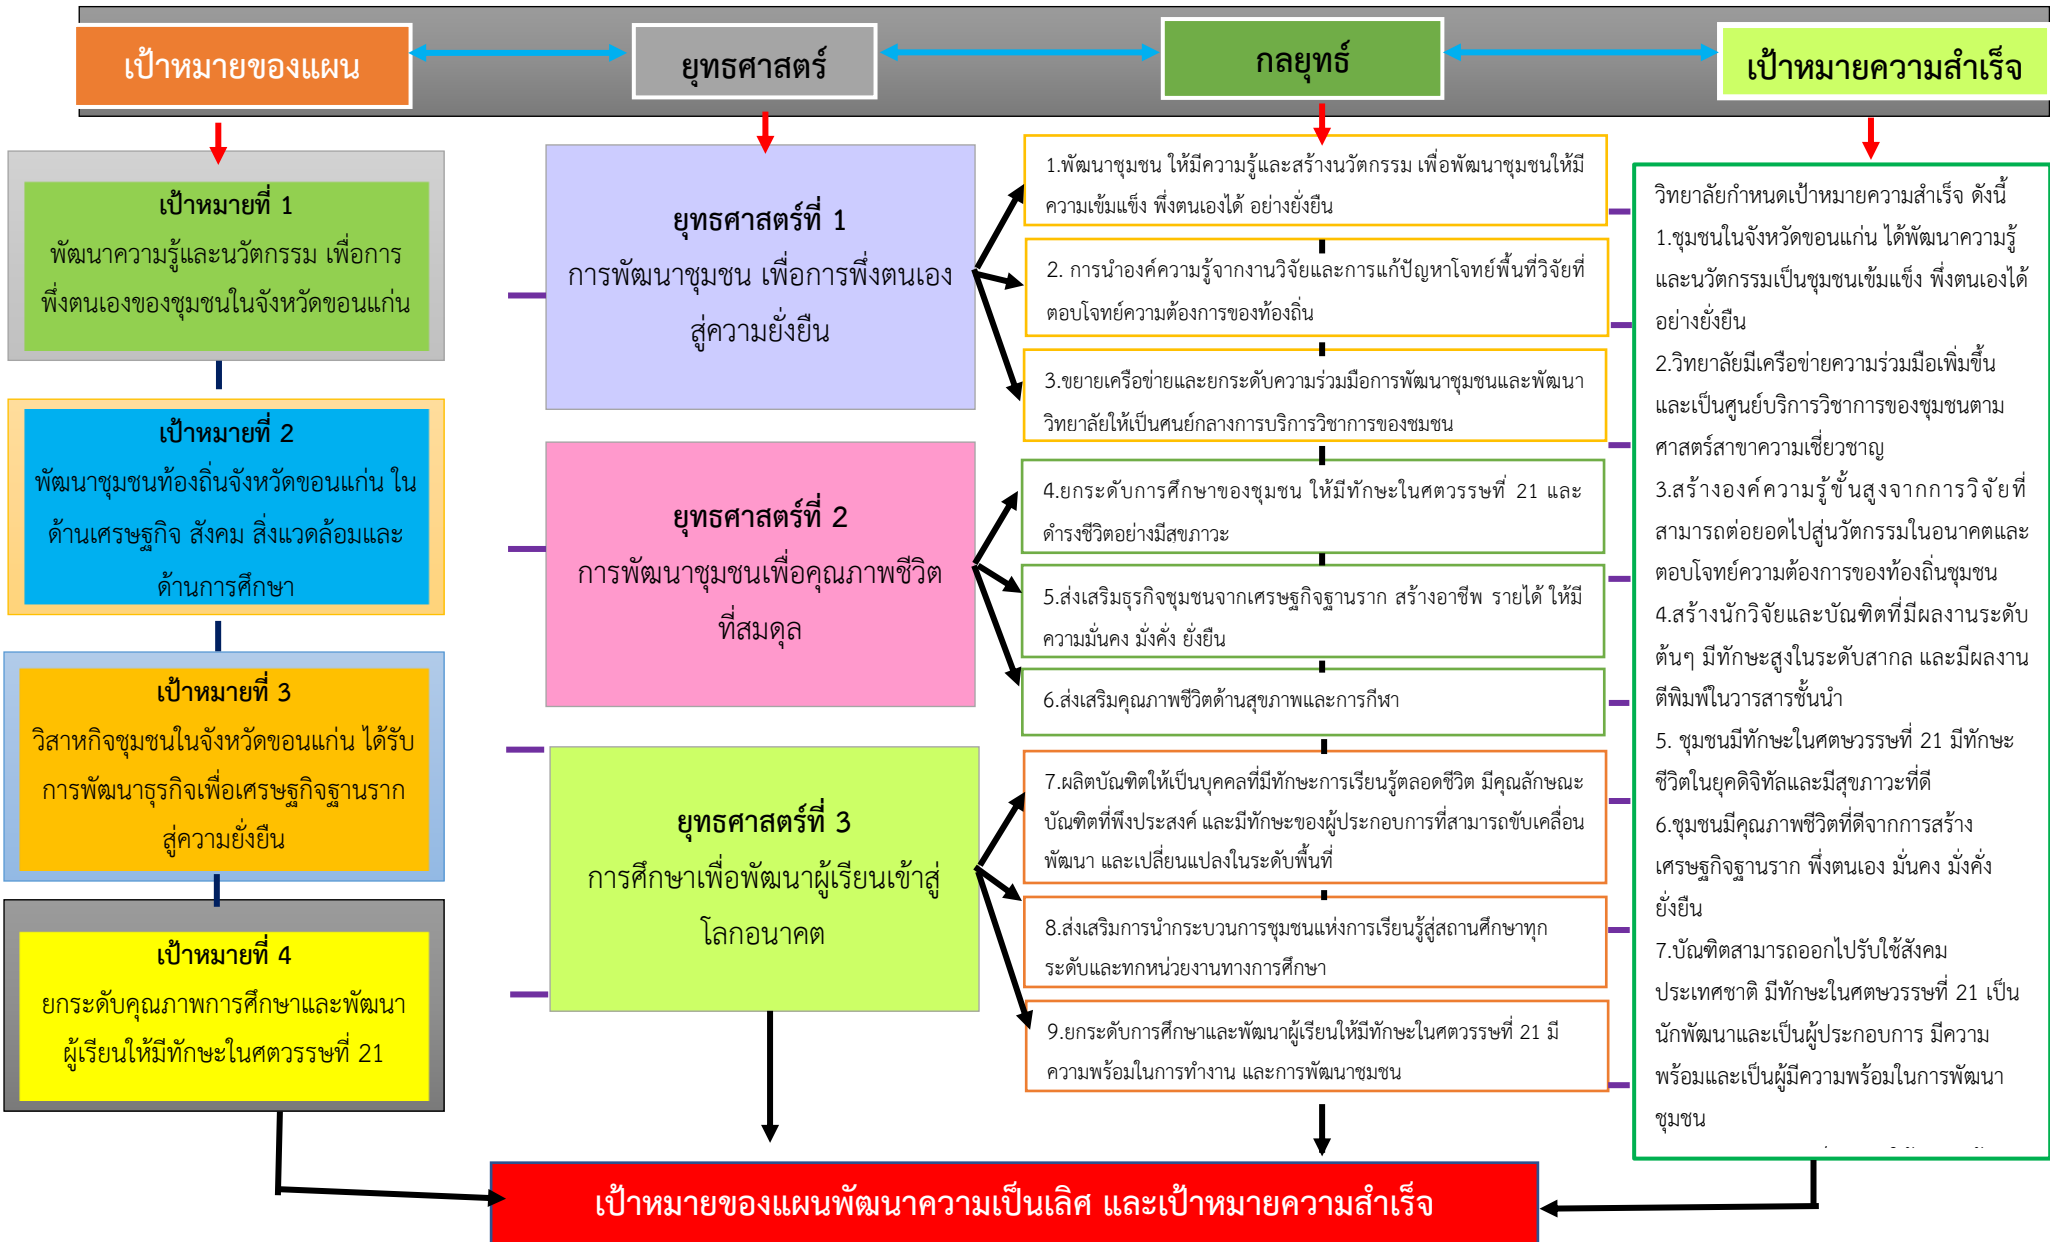 เป้าหมายของแผน
ยุทธศาสตร์
กลยุทธ์
เป้าหมายความสำเร็จ
เป้าหมายที่ 1
พัฒนาความรู้และนวัตกรรม เพื่อการ
พึ่งตนเองของชุมชนในจังหวัดขอนแก่น
เป้าหมายที่ 2
พัฒนาชุมชนท้องถิ่นจังหวัดขอนแก่น ใน
ด้านเศรษฐกิจ สังคม สิ่งแวดล้อมและ
ด้านการศึกษา
เป้าหมายที่ 3
วิสาหกิจชุมชนในจังหวัดขอนแก่น ได้รับ
การพัฒนาธุรกิจเพื่อเศรษฐกิจฐานราก
สู่ความยั่งยืน
เป้าหมายที่ 4
ยกระดับคุณภาพการศึกษาและพัฒนา
ผู้เรียนให้มีทักษะในศตวรรษที่ 21
ยุทธศาสตร์ที่ 1
การพัฒนาชุมชน เพื่อการพึ่งตนเอง
สู่ความยั่งยืน
ยุทธศาสตร์ที่ 2
การพัฒนาชุมชนเพื่อคุณภาพชีวิต
ที่สมดุล
ยุทธศาสตร์ที่ 3
การศึกษาเพื่อพัฒนาผู้เรียนเข้าสู่
โลกอนาคต
1.พัฒนาชุมชน ให้มีความรู้และสร้างนวัตกรรม เพื่อพัฒนาชุมชนให้มี
ความเข้มแข็ง พึ่งตนเองได้ อย่างยั่งยืน
2. การนำองค์ความรู้จากงานวิจัยและการแก้ปัญหาโจทย์พื้นที่วิจัยที่
ตอบโจทย์ความต้องการของท้องถิ่น
3.ขยายเครือข่ายและยกระดับความร่วมมือการพัฒนาชุมชนและพัฒนา
วิทยาลัยให้เป็นศนย์กลางการบริการวิชาการของชมชน
4.ยกระดับการศึกษาของชุมชน ให้มีทักษะในศตวรรษที่ 21 และ
ดำรงชีวิตอย่างมีสุขภาวะ
5.ส่งเสริมธุรกิจชุมชนจากเศรษฐกิจฐานราก สร้างอาชีพ รายได้ ให้มี
ความมั่นคง มั่งคั่ง ยั่งยืน
6.ส่งเสริมคุณภาพชีวิตด้านสุขภาพและการกีฬา
7.ผลิตบัณฑิตให้เป็นบุคคลที่มีทักษะการเรียนรู้ตลอดชีวิต มีคุณลักษณะ
บัณฑิตที่พึงประสงค์ และมีทักษะของผู้ประกอบการที่สามารถขับเคลื่อน
พัฒนา และเปลี่ยนแปลงในระดับพื้นที่
8.ส่งเสริมการนำกระบวนการชุมชนแห่งการเรียนรู้สู่สถานศึกษาทุก
ระดับและทกหน่วยงานทางการศึกษา
9.ยกระดับการศึกษาและพัฒนาผู้เรียนให้มีทักษะในศตวรรษที่ 21 มี
ความพร้อมในการทำงาน และการพัฒนาชุมชน
วิทยาลัยกำหนดเป้าหมายความสำเร็จ ดังนี้
1.ชุมชนในจังหวัดขอนแก่น ได้พัฒนาความรู้
และนวัตกรรมเป็นชุมชนเข้มแข็ง พึ่งตนเองได้
อย่างยั่งยืน
2.วิทยาลัยมีเครือข่ายความร่วมมือเพิ่มขึ้น
และเป็นศูนย์บริการวิชาการของชุมชนตาม
ศาสตร์สาขาความเชี่ยวชาญ
3.สร้างองค์ความรู้ขั้นสูงจากการวิจัยที่
สามารถต่อยอดไปสู่นวัตกรรมในอนาคตและ
ตอบโจทย์ความต้องการของท้องถิ่นชุมชน
4.สร้างนักวิจัยและบัณฑิตที่มีผลงานระดับ
ต้นๆ มีทักษะสูงในระดับสากล และมีผลงาน
ตีพิมพ์ในวารสารชั้นนำ
5. ชุมชนมีทักษะในศตษวรรษที่ 21 มีทักษะ
ชีวิตในยุคดิจิทัลและมีสุขภาวะที่ดี
6.ชุมชนมีคุณภาพชีวิตที่ดีจากการสร้าง
เศรษฐกิจฐานราก พึ่งตนเอง มั่นคง มั่งคั่ง
ยั่งยืน
7.บัณฑิตสามารถออกไปรับใช้สังคม
ประเทศชาติ มีทักษะในศตษวรรษที่ 21 เป็น
นักพัฒนาและเป็นผู้ประกอบการ มีความ
พร้อมและเป็นผู้มีความพร้อมในการพัฒนา
ชุมชน
เป้าหมายของแผนพัฒนาความเป็นเลิศ และเป้าหมายความสำเร็จ